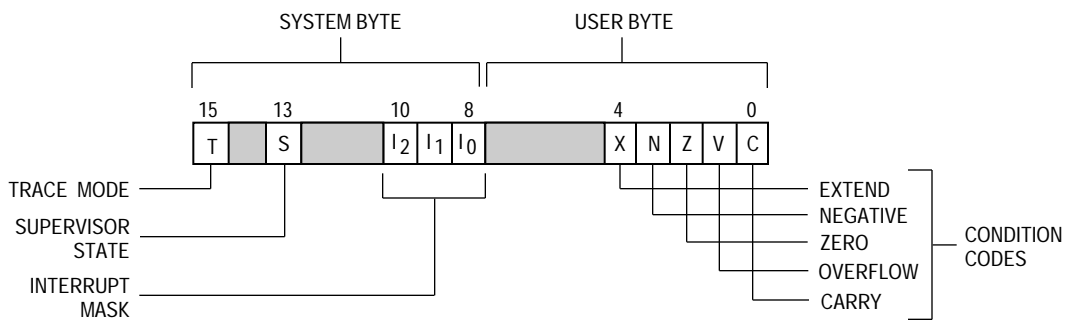 SYSTEM BYTE USER BYTE
15 13 10 8 4 0
T S I2 I1 I0 X N Z V C
TRACE MODE
SUPERVISOR
STATE
INTERRUPT
MASK
EXTEND
NEGATIVE
ZERO
OVERFLOW
CARRY
CONDITION
CODES